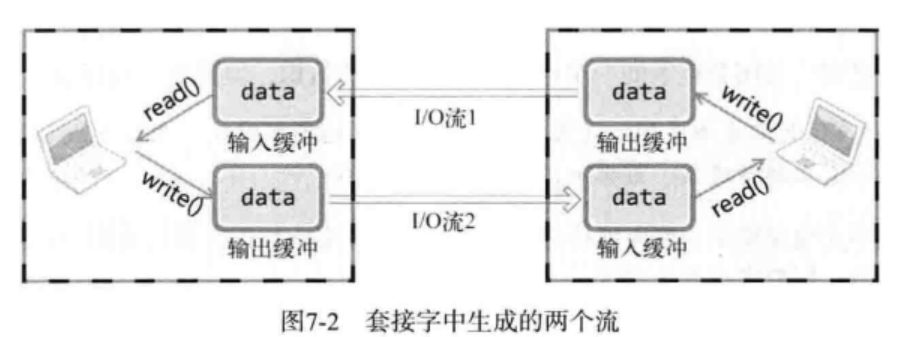 read()
data
输入缓冲
write()
data
输出缓冲
I/O流1
I/O流2
data
输出缓冲
write()
data
输入缓冲
read()
图7-2 套接字中生成的两个流